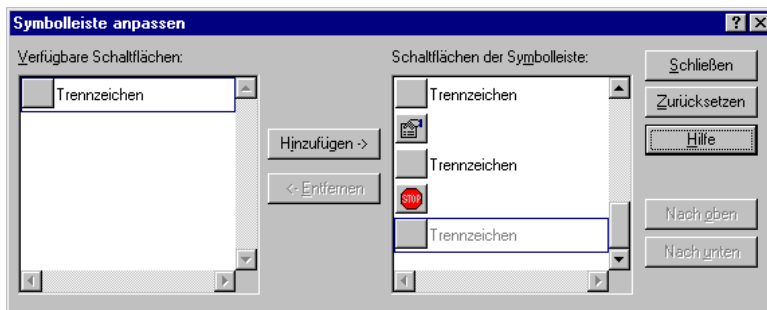 Symbolleiste anpassen
Verfügbare Schaltflächen:
Trennzeichen
Hinzufügen ->
<- Entfernen
Schaltflächen der Symbolleiste:
Trennzeichen
Trennzeichen
STOP
Trennzeichen
Schließen
Zurücksetzen
Hilfe
Nach oben
Nach unten